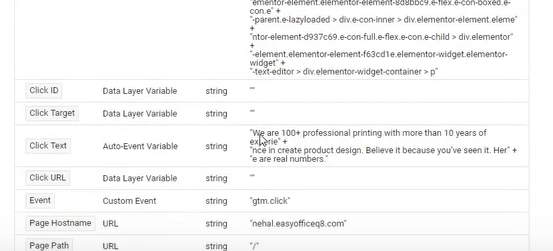 "ementor-element.elementor-element-8d8bbc9.e-flex.e-con-boxed.e-
con.e" +
"-parent.e-lazyloaded > div.e-con-inner > div.elementor-element.eleme"
+
"ntor-element-d937c69.e-con-full.e-flex.e-con.e-child > div.elementor"
+
"-element.elementor-element-f63cd1e.elementor-widget.elementor-
widget" +
"-text-editor > div.elementor-widget-container > p"
Click ID Data Layer Variable string ""
Click Target Data Layer Variable string ""
"We are 100+ professional printing with more than 10 years of
experie" +
Click Text Auto-Event Variable string "nce in create product design. Believe it because you've seen it. Her" +
"e are real numbers."
Click URL Data Layer Variable string ""
Event Custom Event string "gtm.click"
Page Hostname URL string "nehal.easyofficeq8.com"
Page Path URL string "/"